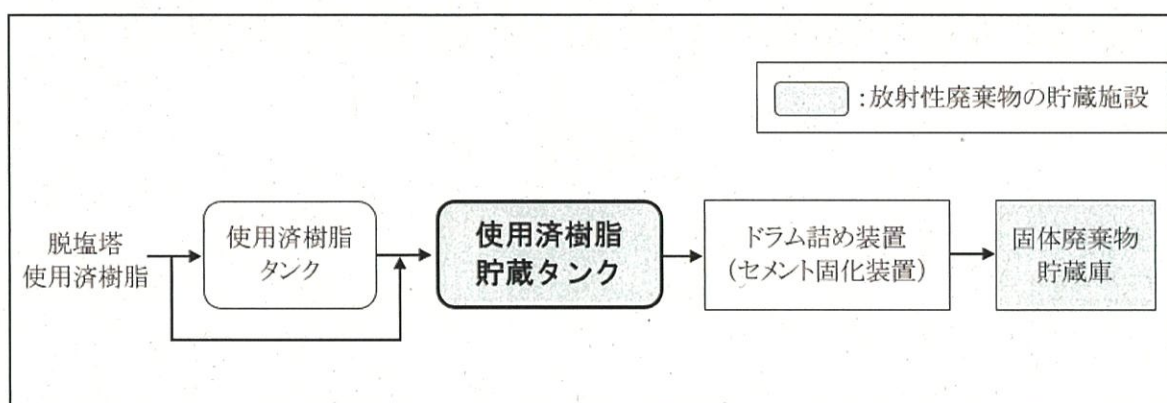 :放射性廃棄物の貯蔵施設
脱塩塔
使用済樹脂
使用済樹脂
タンク
使用済樹脂
貯蔵タンク
ドラム詰め装置
(セメント固化装置)
固体廃棄物
貯蔵庫